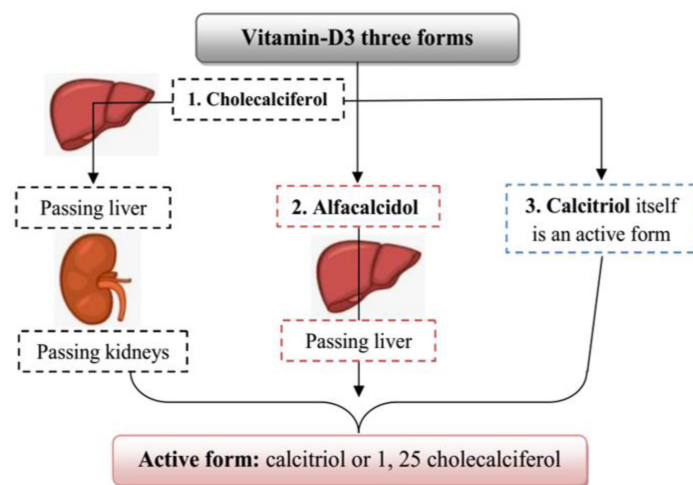 Vitamin-D3 three forms
1. Cholecalciferol
Passing liver
Passing kidneys
2. Alfacalcidol
Passing liver
3. Calcitriol itself
is an active form
Active form: calcitriol or 1, 25 cholecalciferol